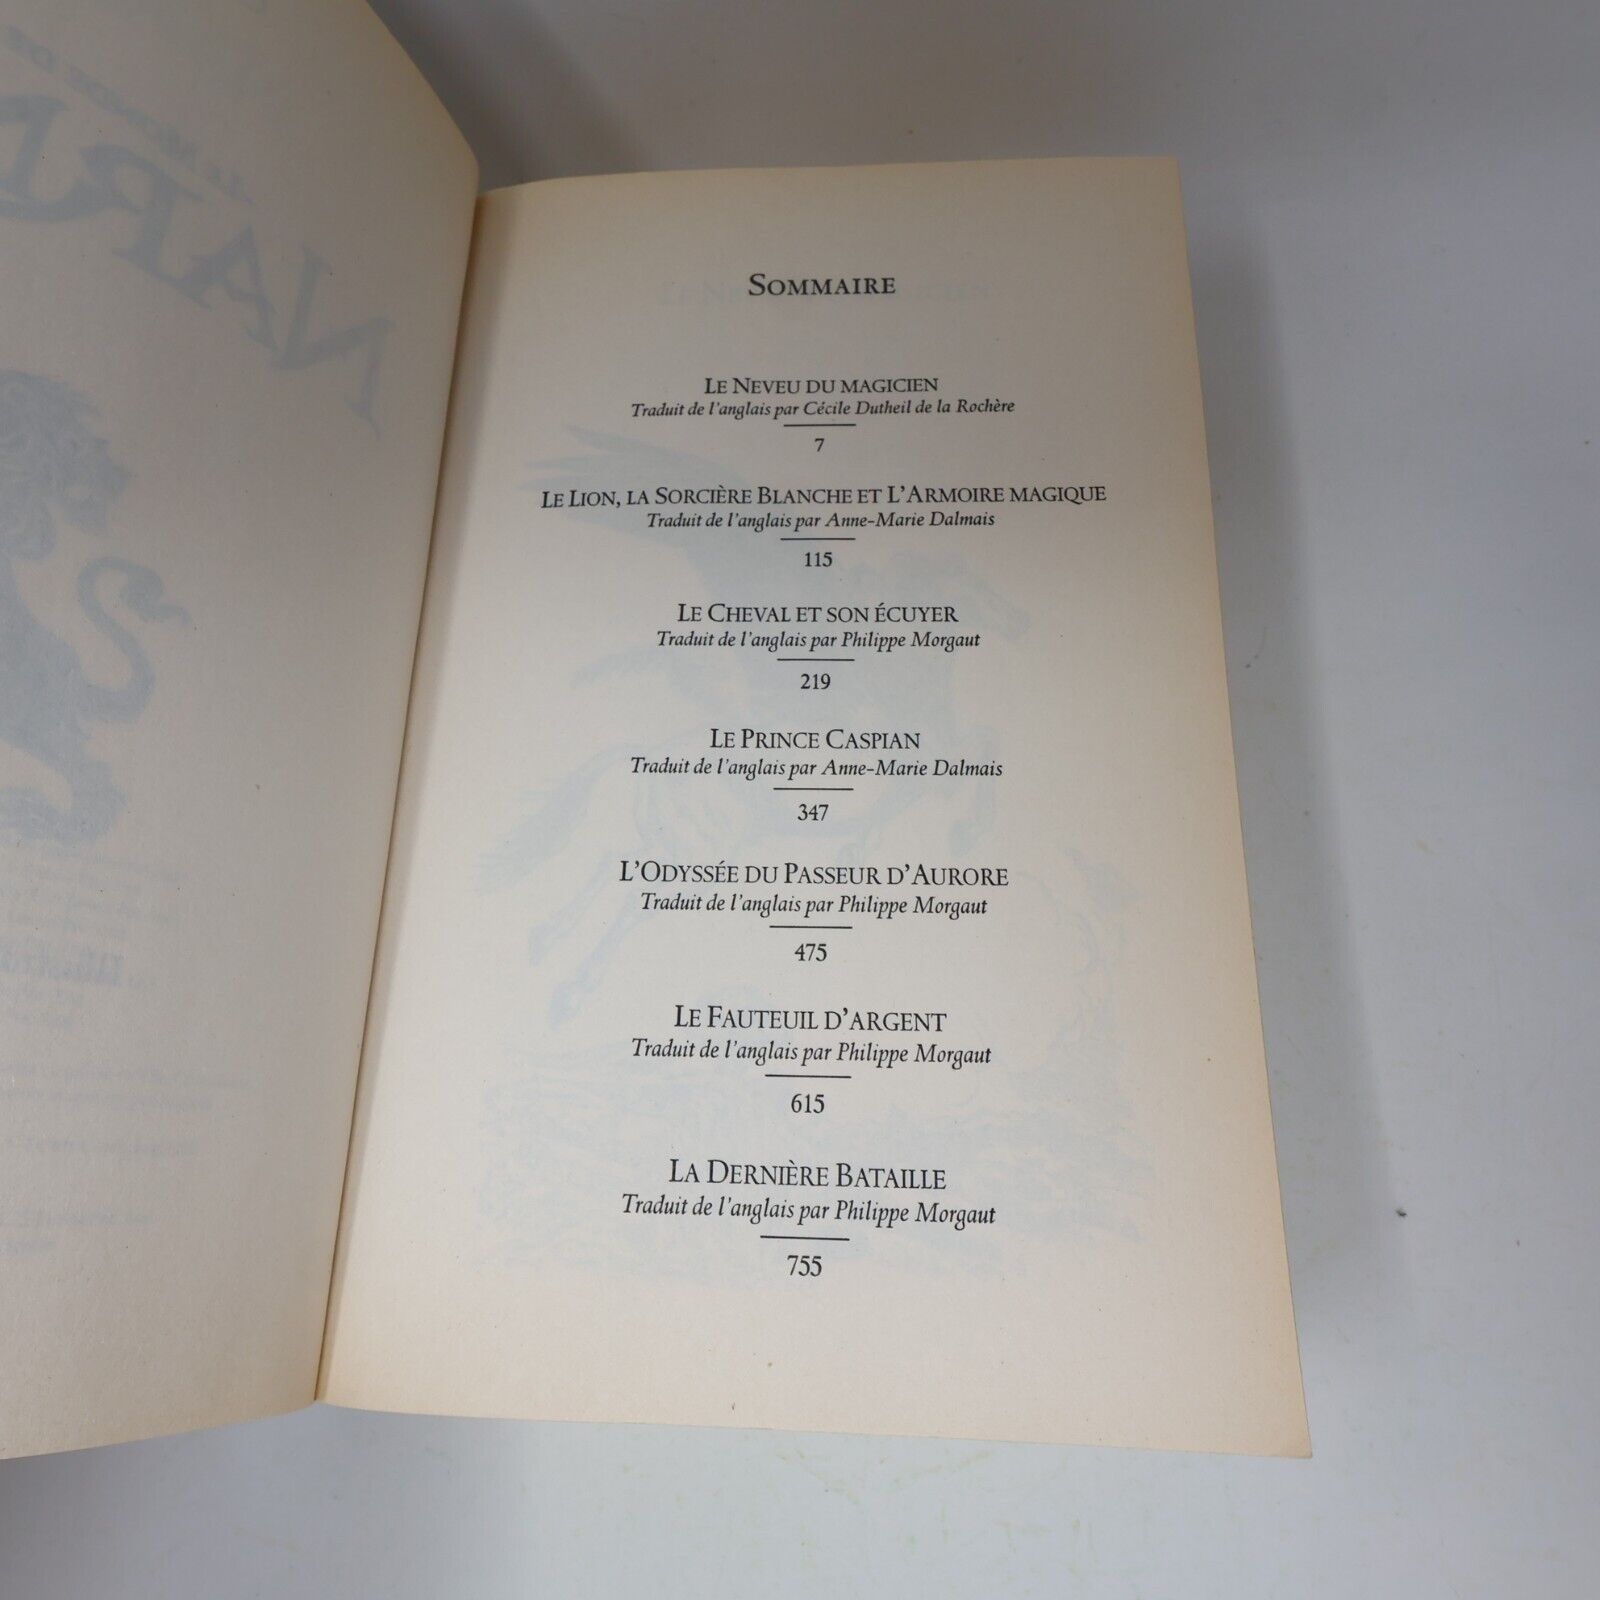 NAR
SOMMAIRE
LE NEVEU DU MAGICIEN
Traduit de l'anglais par Cécile Dutheil de la Rochère
7
LE LION, LA SORCIÈRE BLANCHE ET L'ARMOIRE MAGIQUE
Traduit de l'anglais par Anne-Marie Dalmais
115
LE CHEVAL ET SON ÉCUYER
Traduit de l'anglais par Philippe Morgaut
219
LE PRINCE CASPIAN
Traduit de l'anglais par Anne-Marie Dalmais
347
L'ODYSSÉE DU PASSEUR D'AURORE
Traduit de l'anglais par Philippe Morgaut
475
LE FAUTEUIL D'ARGENT
Traduit de l'anglais par Philippe Morgaut
615
LA DERNIÈRE BATAILLE
Traduit de l'anglais par Philippe Morgaut
755